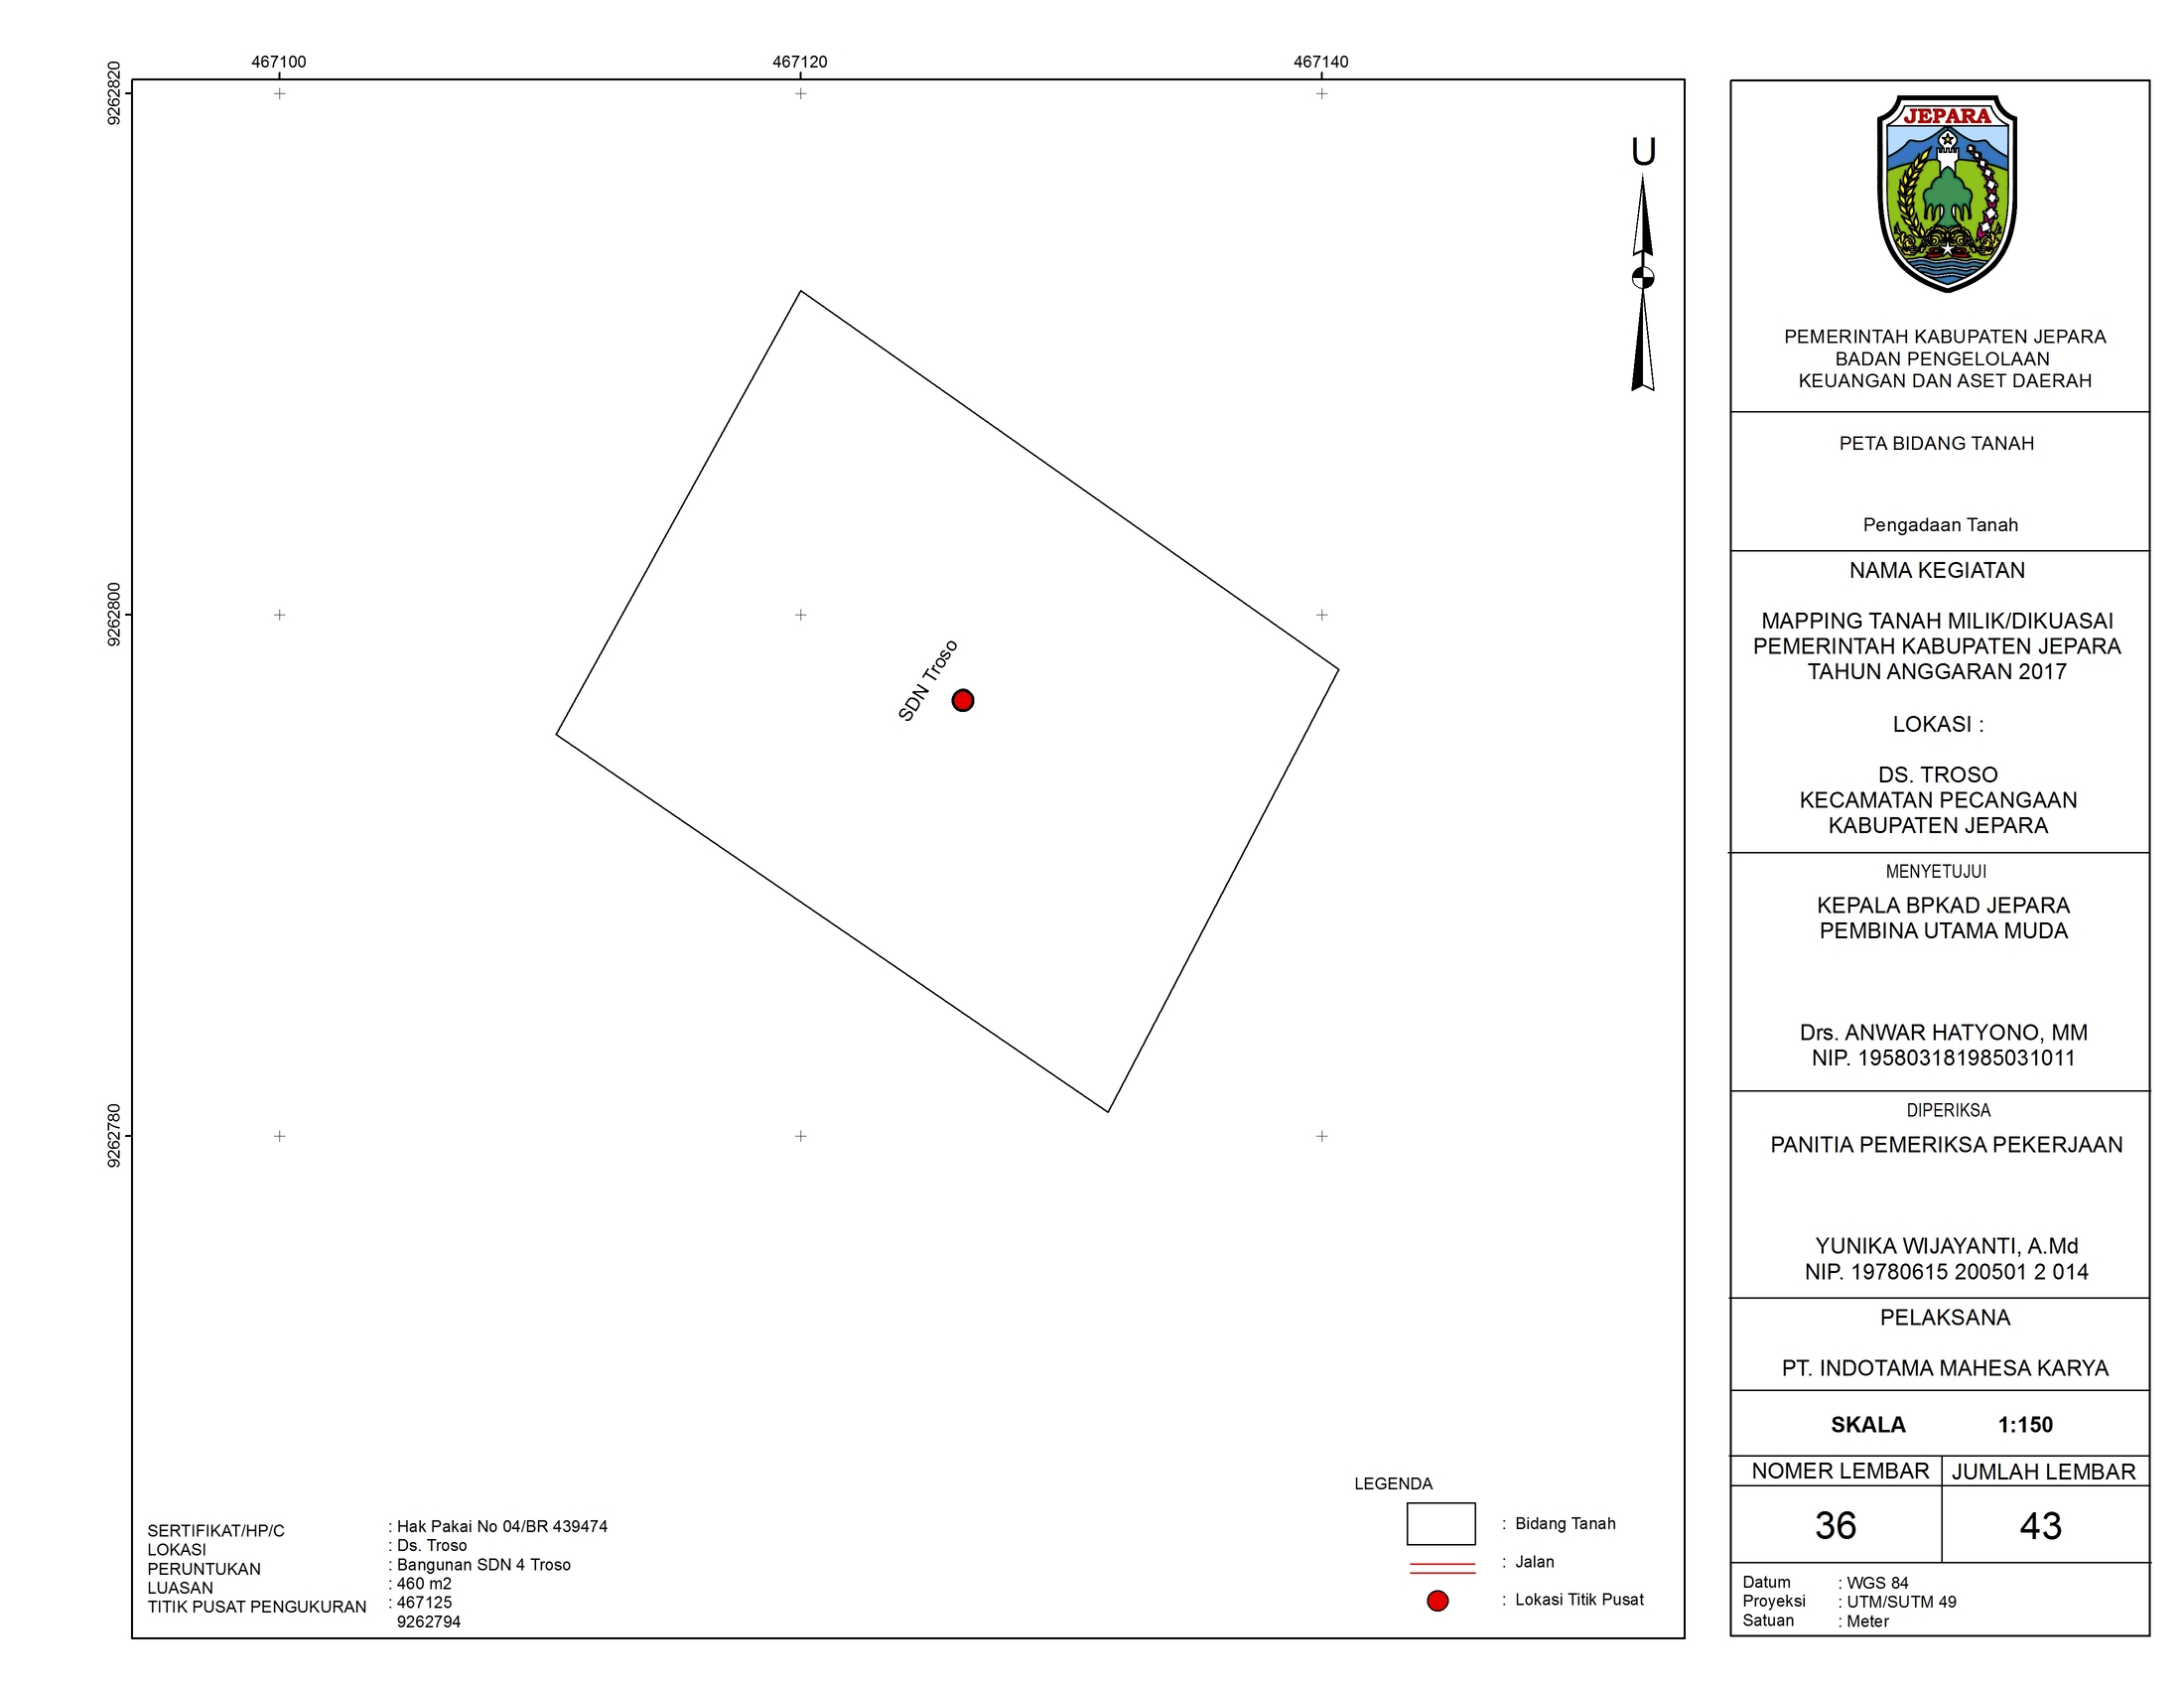 467100
467120
467140
9262820
9262800
9262780
U
SDN Troso
LEGENDA
: Bidang Tanah
: Jalan
: Lokasi Titik Pusat
SERTIFIKAT/HP/C : Hak Pakai No 04/BR 439474
LOKASI : Ds. Troso
PERUNTUKAN : Bangunan SDN 4 Troso
LUASAN : 460 m2
TITIK PUSAT PENGUKURAN : 467125
9262794
JEPARA
PEMERINTAH KABUPATEN JEPARA
BADAN PENGELOLAAN
KEUANGAN DAN ASET DAERAH
PETA BIDANG TANAH
Pengadaan Tanah
NAMA KEGIATAN
MAPPING TANAH MILIK/DIKUASAI
PEMERINTAH KABUPATEN JEPARA
TAHUN ANGGARAN 2017
LOKASI :
DS. TROSO
KECAMATAN PECANGAAN
KABUPATEN JEPARA
MENYETUJUI
KEPALA BPKAD JEPARA
PEMBINA UTAMA MUDA
Drs. ANWAR HATYONO, MM
NIP. 195803181985031011
DIPERIKSA
PANITIA PEMERIKSA PEKERJAAN
YUNIKA WIJAYANTI, A.Md
NIP. 19780615 200501 2 014
PELAKSANA
PT. INDOTAMA MAHESA KARYA
SKALA 1:150
NOMER LEMBAR JUMLAH LEMBAR
36 43
Datum : WGS 84
Proyeksi : UTM/SUTM 49
Satuan : Meter